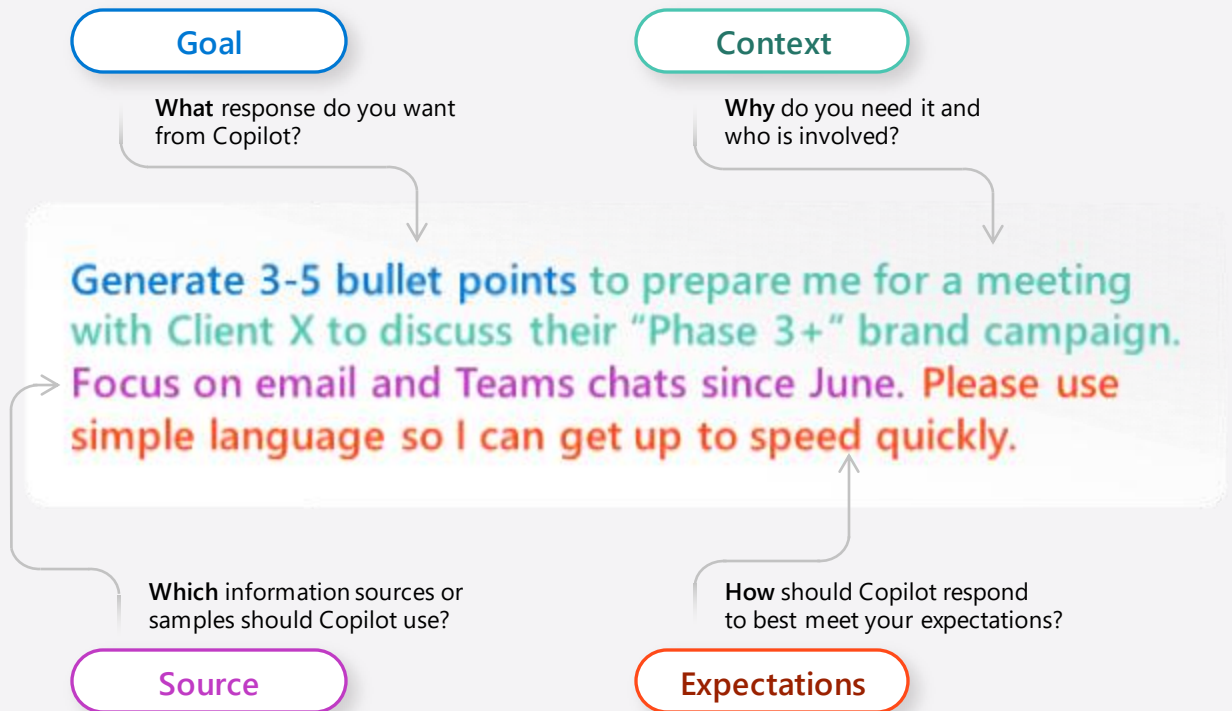 Goal
Context
What response do you want
from Copilot?
Why do you need it and
who is involved?
Generate 3-5 bullet points to prepare me for a meeting
with Client X to discuss their “Phase 3+“ brand campaign.
Focus on email and Teams chats since June. Please use
simple language so I can get up to speed quickly.
Which information sources or
samples should Copilot use?
How should Copilot respond
to best meet your expectations?
Source
Expectations